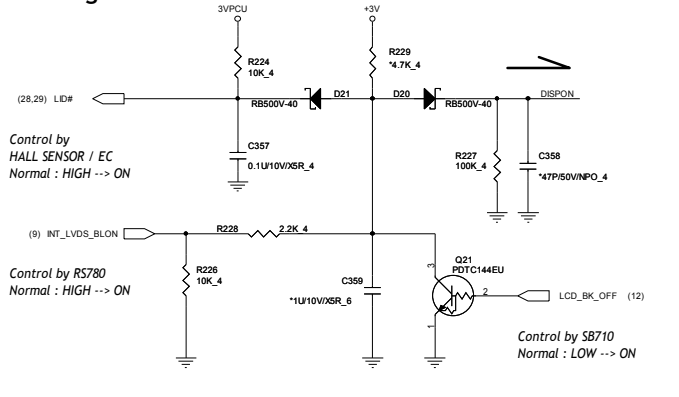 3VPCU
+3V
R224
10K_4
R229
*4.7K_4
(28,29) LID#
RB500V-40
D21
D20
RB500V-40
DISPON
Control by
HALL SENSOR / EC
Normal : HIGH --> ON
C357
0.1U/10V/X5R_4
R227
100K_4
C358
*47P/50V/NPO_4
(9) INT_LVDS_BLON
R228
2.2K_4
Control by RS780
Normal : HIGH --> ON
R226
10K_4
C359
*1U/10V/X5R_6
3
Q21
PDTC144EU
2
LCD_BK_OFF (12)
1
Control by SB710
Normal : LOW --> ON